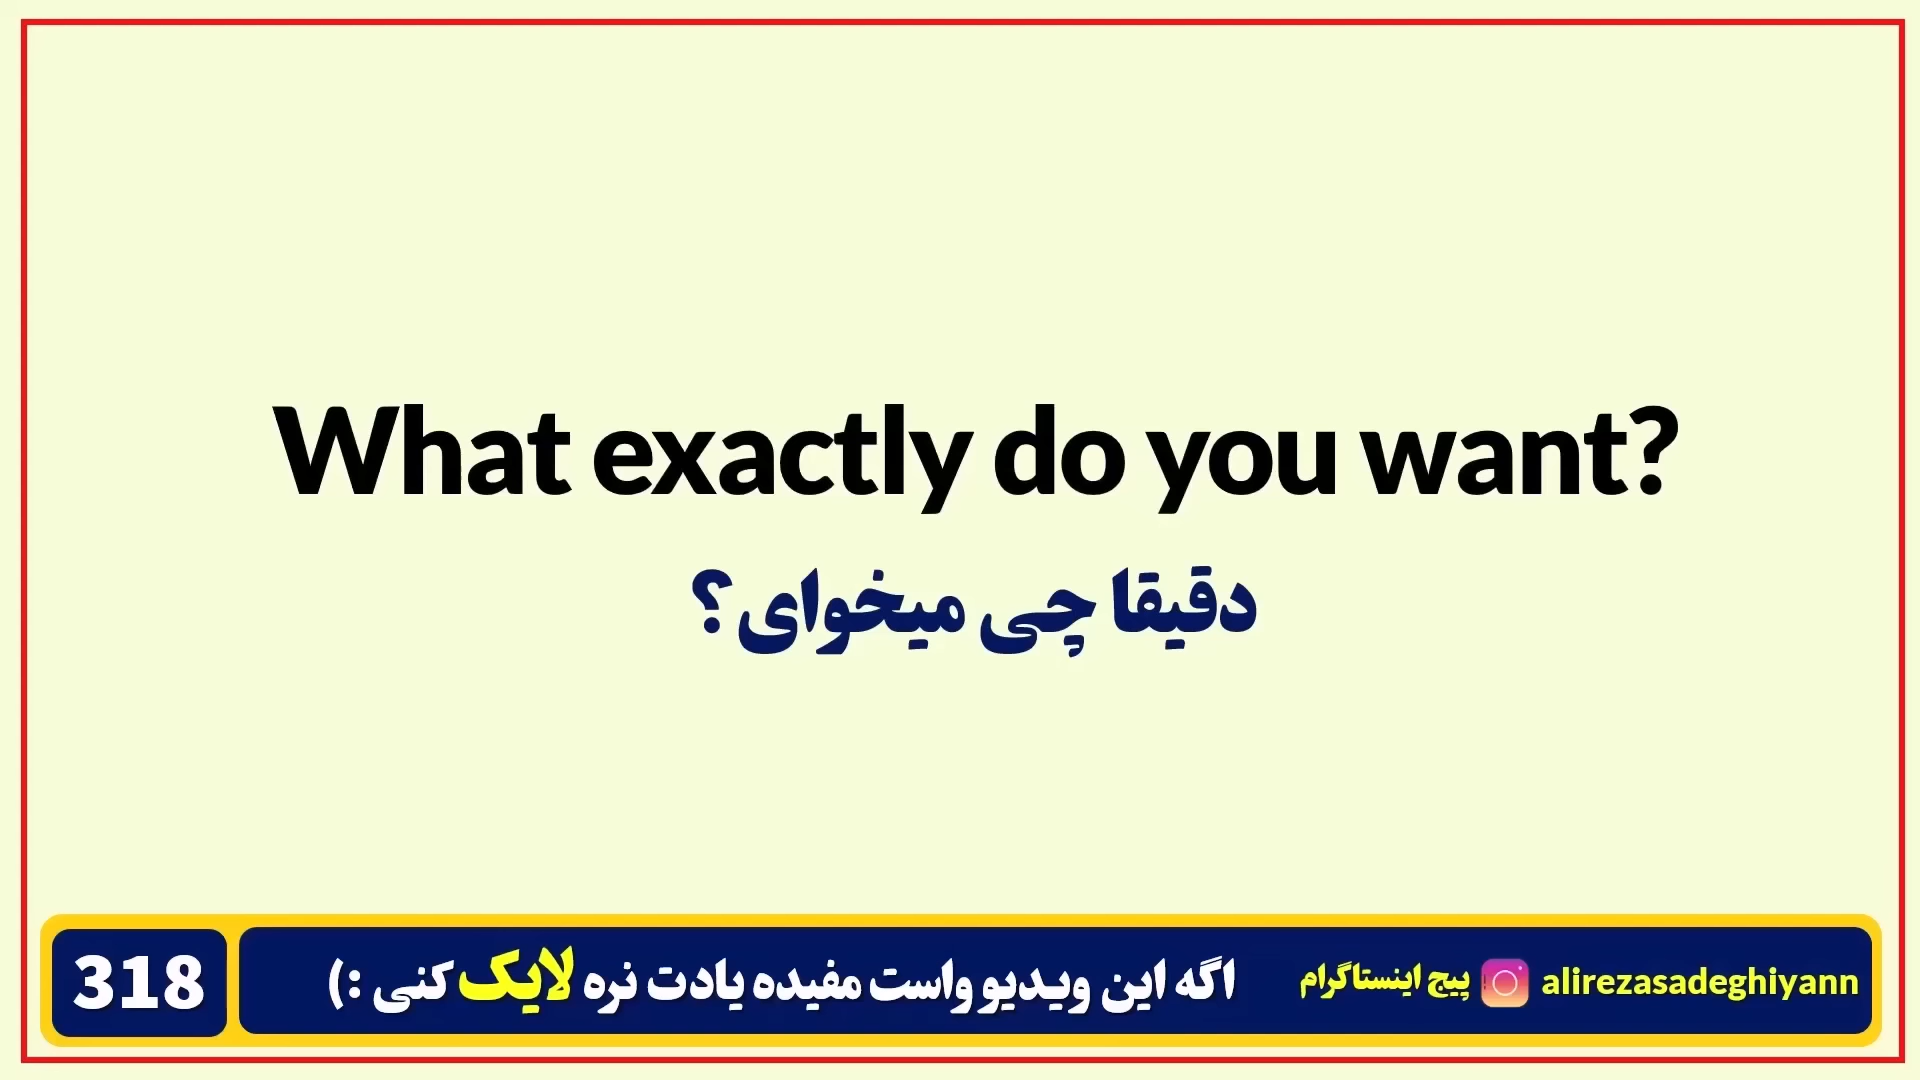 What exactly do you want?
دقیقا چی میخوای؟
318
اگه این ویدیو واست مفیده یادت نره لایک کنی :)
پیج اینستاگرام
alirezasadeghiyann